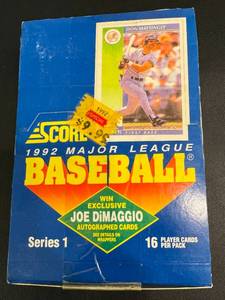 DON MATTINGLY
FIRST BASE
SCORE
1992 MAJOR LEAGUE
BASEBALL®
WIN
EXCLUSIVE
JOE DiMAGGIO
AUTOGRAPHED CARDS
SEE DETAILS ON
WRAPPERS
Series 1
16 PLAYER CARDS
PER PACK